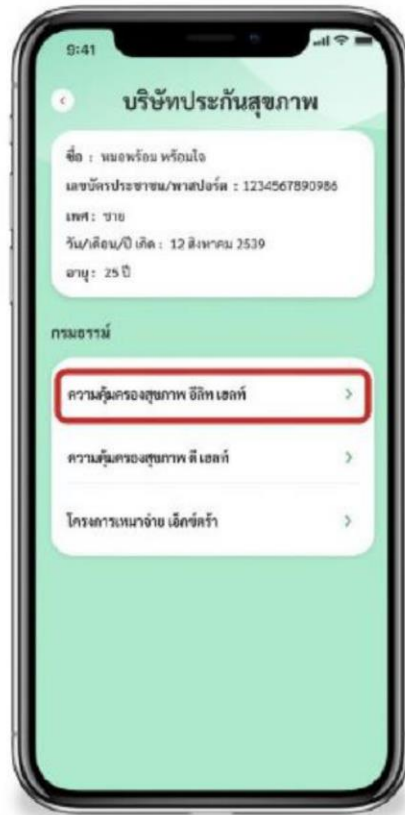 9:41
บริษัทประกันสุขภาพ
ชื่อ : หมอพร้อม พร้อมใจ
เลขบัตรประชาชน/พาสปอร์ต : 1234567890986
เพศ : ชาย
วัน/เดือน/ปี เกิด : 12 สิงหาคม 2539
อายุ : 25 ปี
กรมธรรม์
ความคุ้มครองสุขภาพ อีลิท เฮลท์
ความคุ้มครองสุขภาพ ดี เฮลท์
โครงการเหมาจ่าย เอ็กซ์ตร้า